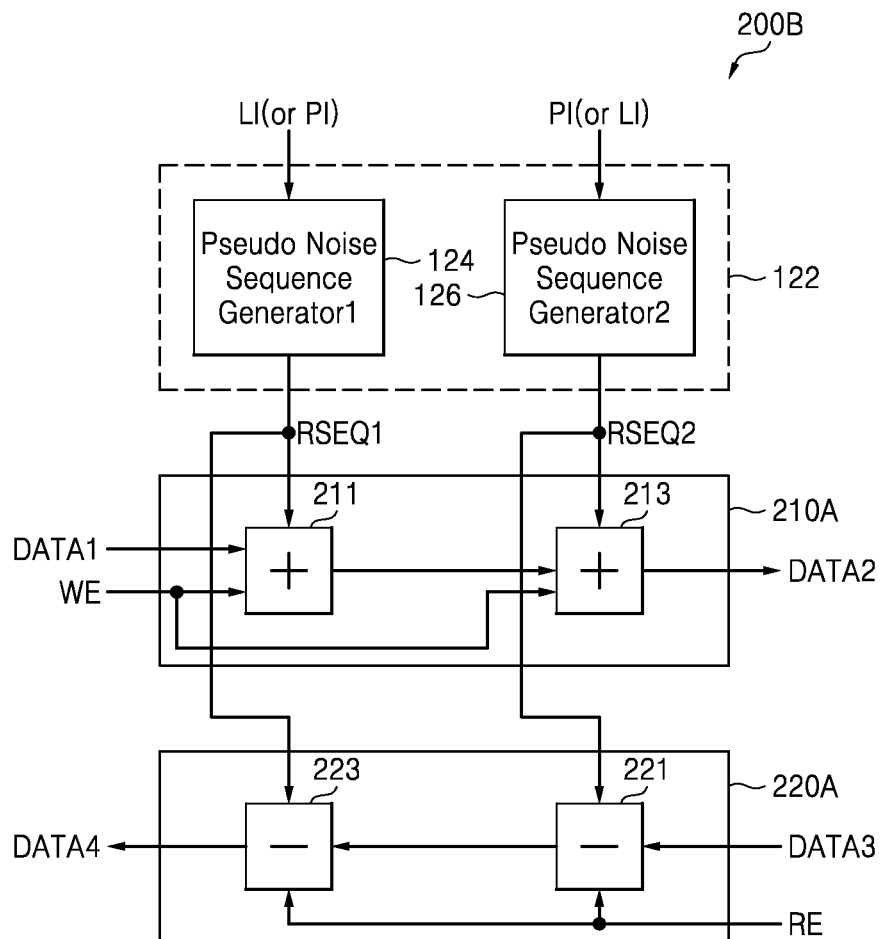 200B
LI(or PI)
PI(or LI)
Pseudo Noise
Sequence
Generator1
124
Pseudo Noise
Sequence
Generator2
126
122
RSEQ1
RSEQ2
211
213
210A
DATA1
WE
+
+
DATA2
223
221
220A
DATA4
−
−
DATA3
RE